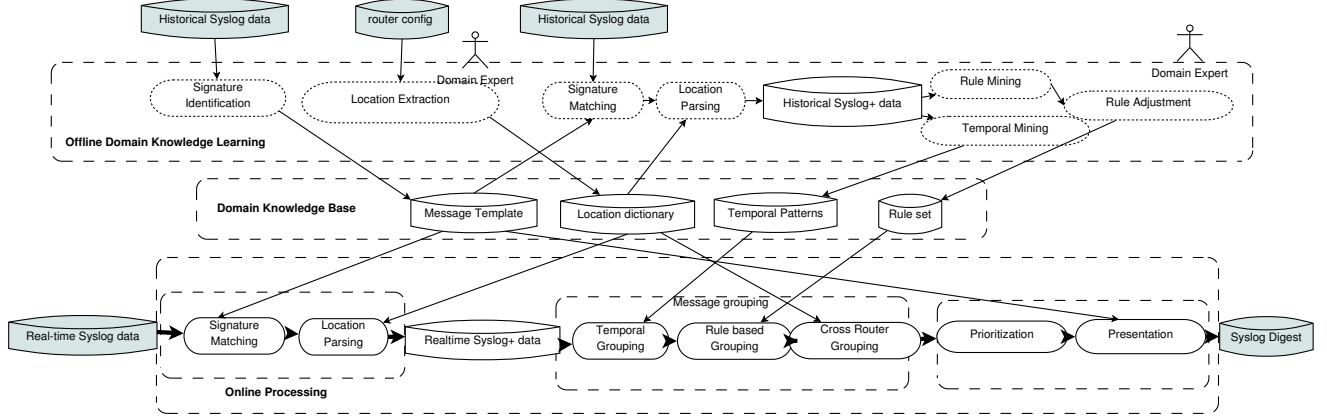 Historical Syslog data
router config
Historical Syslog data
Domain Expert
Domain Expert
Signature
Identification
Location Extraction
Signature
Matching
Location
Parsing
Historical Syslog+ data
Rule Mining
Rule Adjustment
Temporal Mining
Offline Domain Knowledge Learning
Domain Knowledge Base
Message Template
Location dictionary
Temporal Patterns
Rule set
Message grouping
Real-time Syslog data
Signature
Matching
Location
Parsing
Realtime Syslog+ data
Temporal
Grouping
Rule based
Grouping
Cross Router
Grouping
Prioritization
Presentation
Syslog Digest
Online Processing